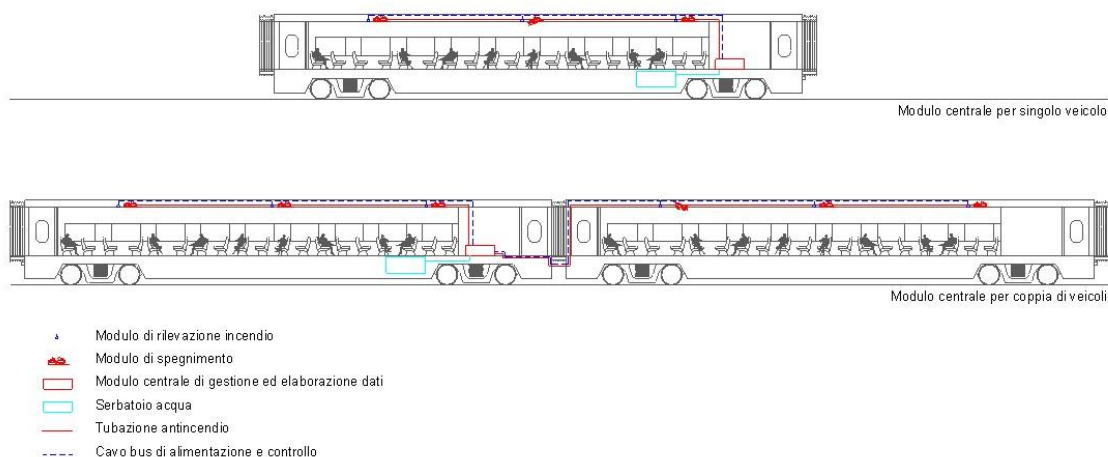 Modulo centrale per singolo veicolo
Modulo centrale per coppia di veicoli
Modulo di rilevazione incendio
Modulo di spegnimento
Modulo centrale di gestione ed elaborazione dati
Serbatoio acqua
Tubazione antincendio
Cavo bus di alimentazione e controllo